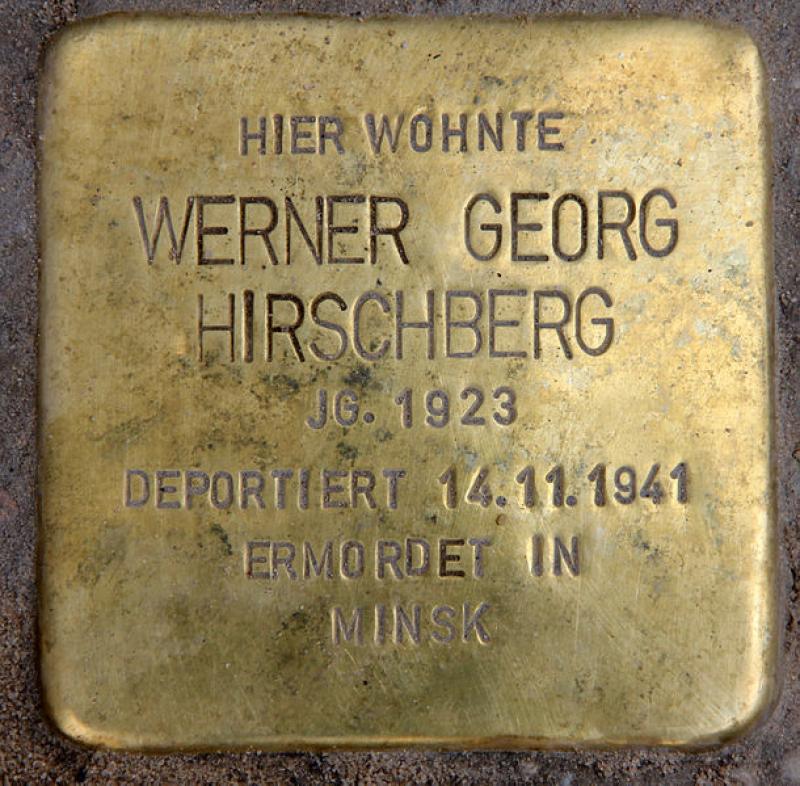 HIER WOHNTE
WERNER GEORG
HIRSCHBERG
JG. 1923
DEPORTIERT 14.11.1941
ERMORDET IN
MINSK